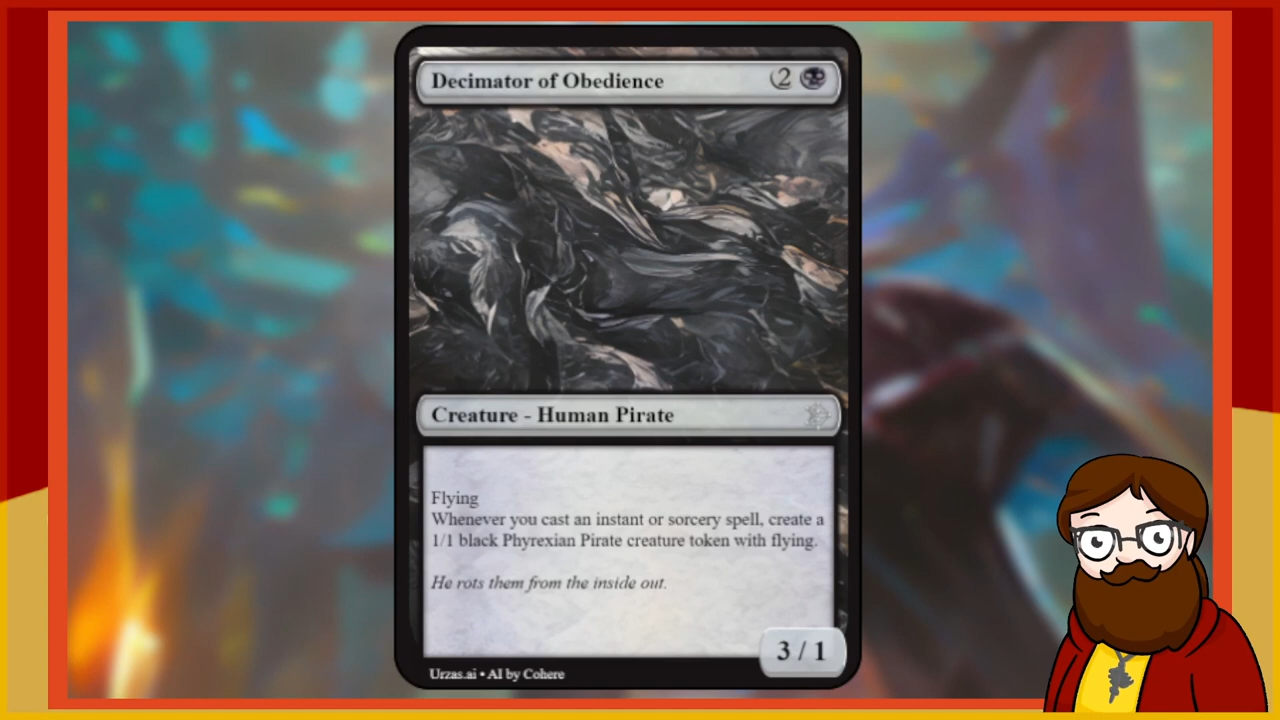 Decimator of Obedience 2
Creature - Human Pirate
Flying
Whenever you cast an instant or sorcery spell, create a
1/1 black Phyrexian Pirate creature token with flying.
He rots them from the inside out.
3 / 1
Urzas.ai • AI by Cohere